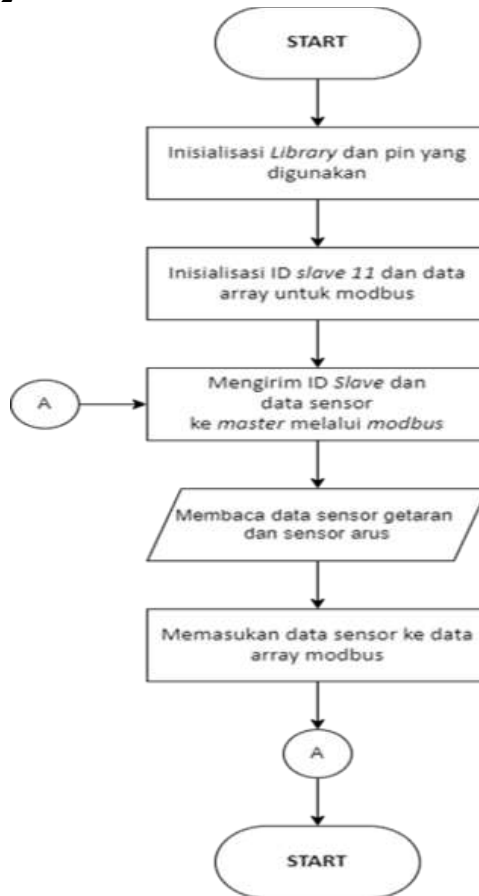 START
Inisialisasi Library dan pin yang
digunakan
Inisialisasi ID slave 11 dan data
array untuk modbus
A
Mengirim ID Slave dan
data sensor
ke master melalui modbus
Membaca data sensor getaran
dan sensor arus
Memasukan data sensor ke data
array modbus
A
START